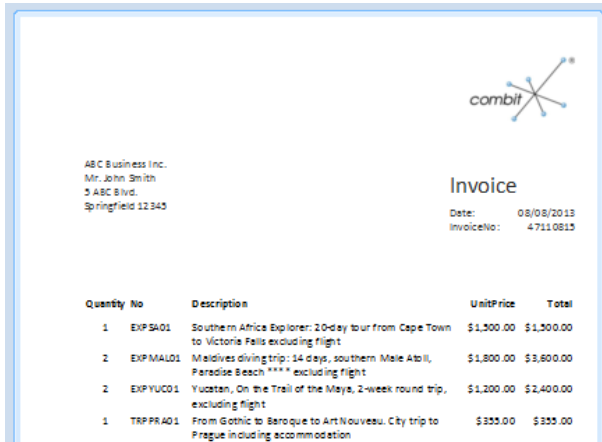 combit
®
ABC Business Inc.
Mr. John Smith
5 ABC Blvd.
Springfield 12345
Invoice
Date: 08/08/2013
InvoiceNo: 47110815
Quantity No Description UnitPrice Total
1 EXPSA01 Southern Africa Explorer: 20-day tour from Cape Town $1,500.00 $1,500.00
to Victoria Falls excluding flight
2 EXPMAL01 Maldives diving trip: 14 days, southern Male Atoll, $1,800.00 $3,600.00
Paradise Beach **** excluding flight
2 EXPYUC01 Yucatan, On the Trail of the Maya, 2-week round trip, $1,200.00 $2,400.00
excluding flight
1 TRPPRA01 From Gothic to Baroque to Art Nouveau. City trip to $355.00 $355.00
Prague including accommodation